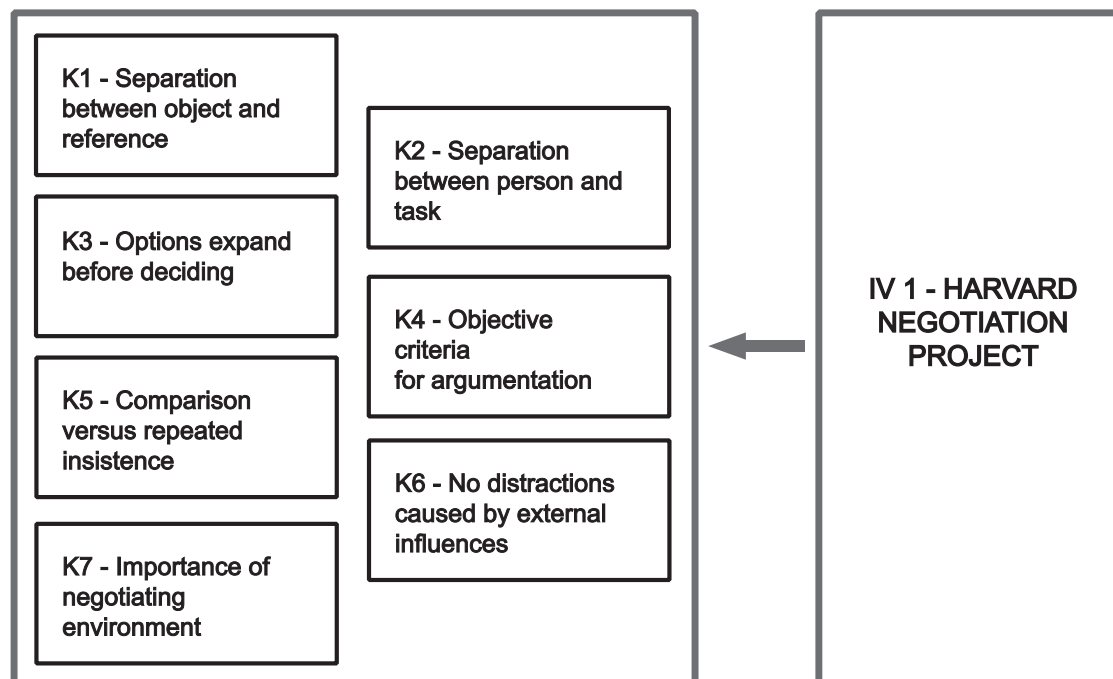 K1 - Separation
between object and
reference
K2 - Separation
between person and
task
K3 - Options expand
before deciding
K4 - Objective
criteria
for argumentation
K5 - Comparison
versus repeated
insistence
K6 - No distractions
caused by external
influences
K7 - Importance of
negotiating
environment
IV 1 - HARVARD
NEGOTIATION
PROJECT